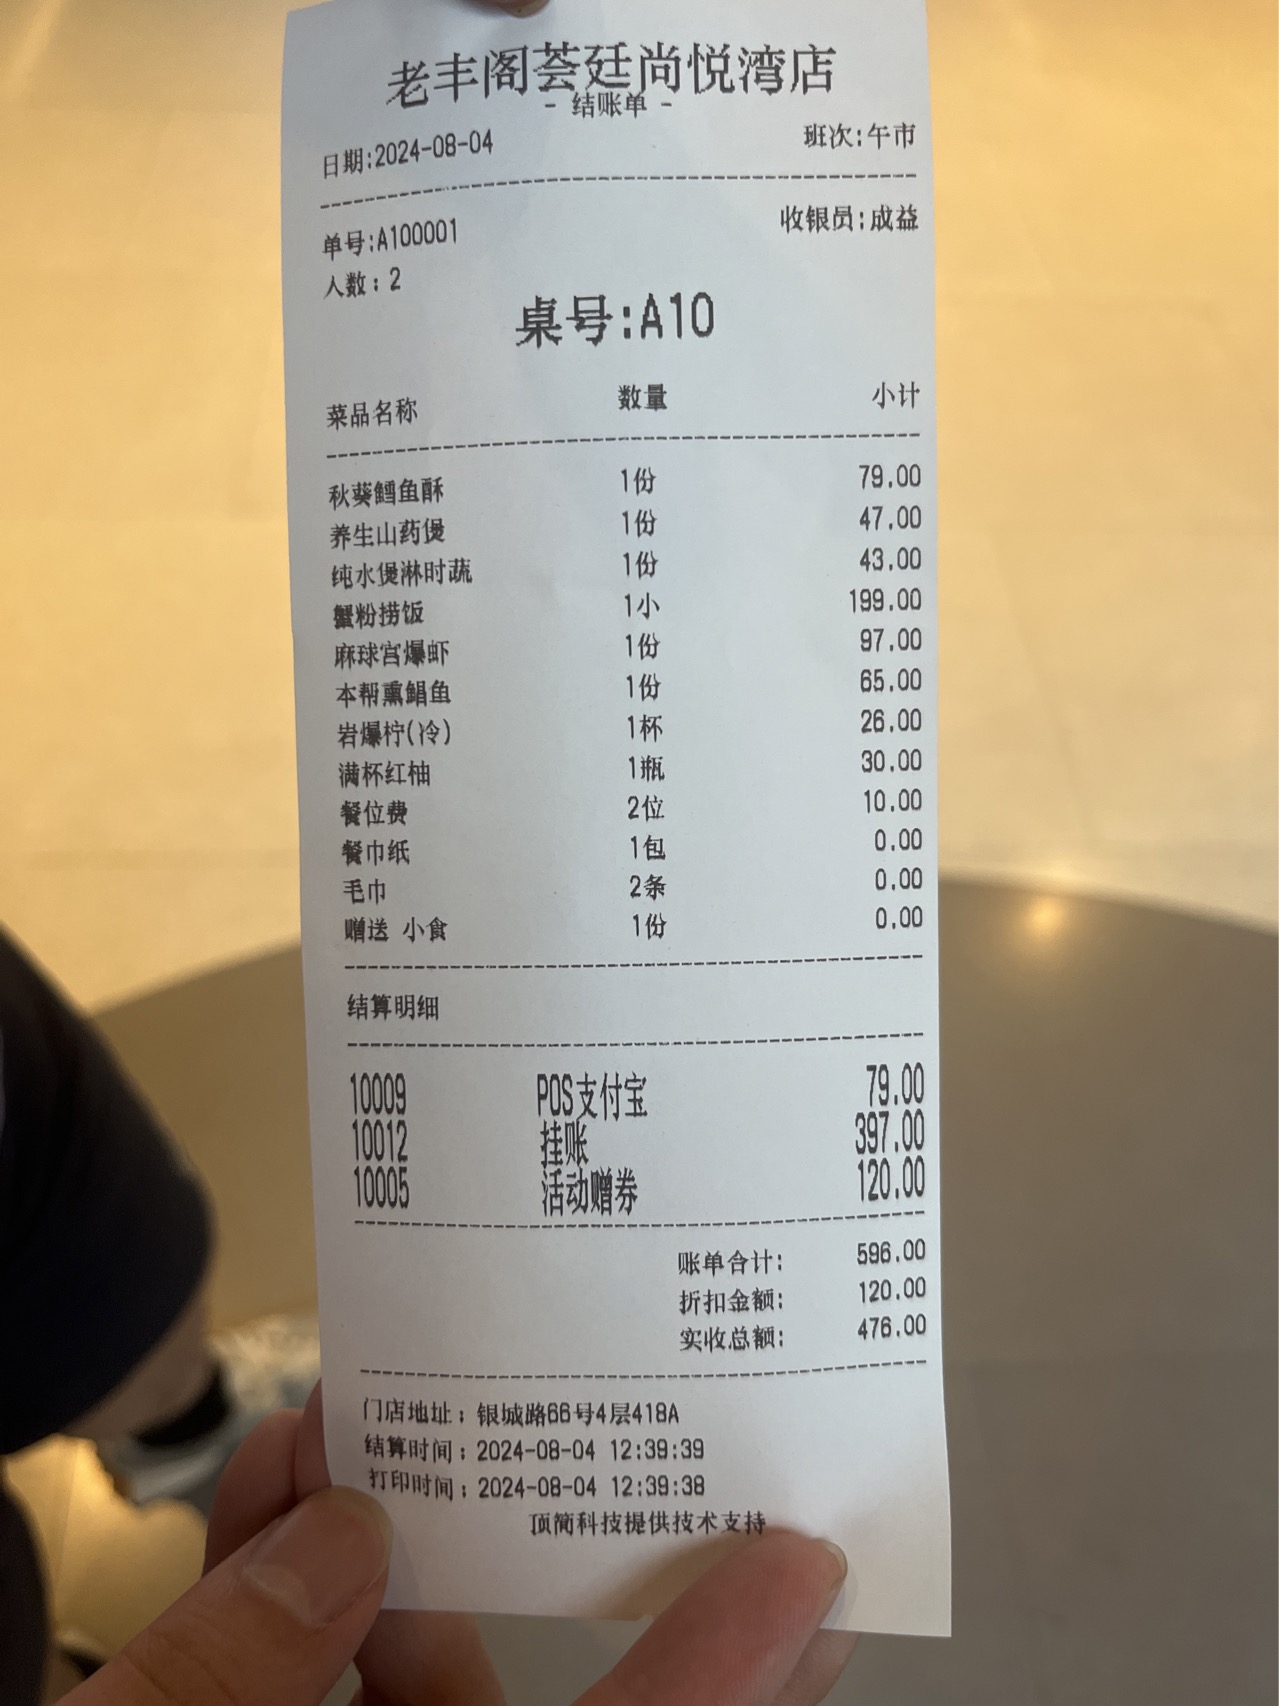 老丰阁荟廷尚悦湾店
- 结账单 -
日期:2024-08-04 班次:午市
单号:A100001 收银员:成益
人数: 2
桌号:A10
菜品名称 数量 小计
秋葵鳕鱼酥 1份 79.00
养生山药煲 1份 47.00
纯水煲淋时蔬 1份 43.00
蟹粉捞饭 1小 199.00
麻球宫爆虾 1份 97.00
本帮熏鲳鱼 1份 65.00
岩爆柠(冷) 1杯 26.00
满杯红柚 1瓶 30.00
餐位费 2位 10.00
餐巾纸 1包 0.00
毛巾 2条 0.00
赠送 小食 1份 0.00
结算明细
10009 POS支付宝 79.00
10012 挂账 397.00
10005 活动赠券 120.00
账单合计: 596.00
折扣金额: 120.00
实收总额: 476.00
门店地址: 银城路66号4层418A
结算时间: 2024-08-04 12:39:39
打印时间: 2024-08-04 12:39:38
顶简科技提供技术支持